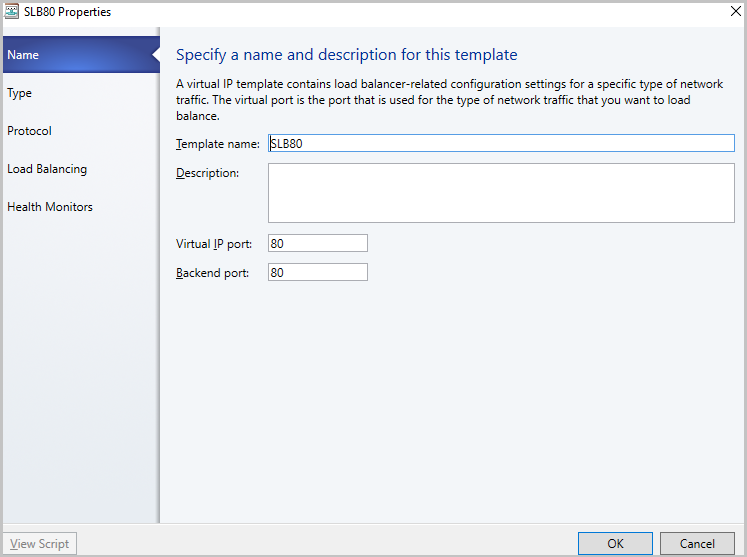 SLB80 Properties
Name
Type
Protocol
Load Balancing
Health Monitors
Specify a name and description for this template
A virtual IP template contains load balancer-related configuration settings for a specific type of network
traffic. The virtual port is the port that is used for the type of network traffic that you want to load
balance.
Template name: SLB80
Description:
Virtual IP port: 80
Backend port: 80
View Script
OK
Cancel